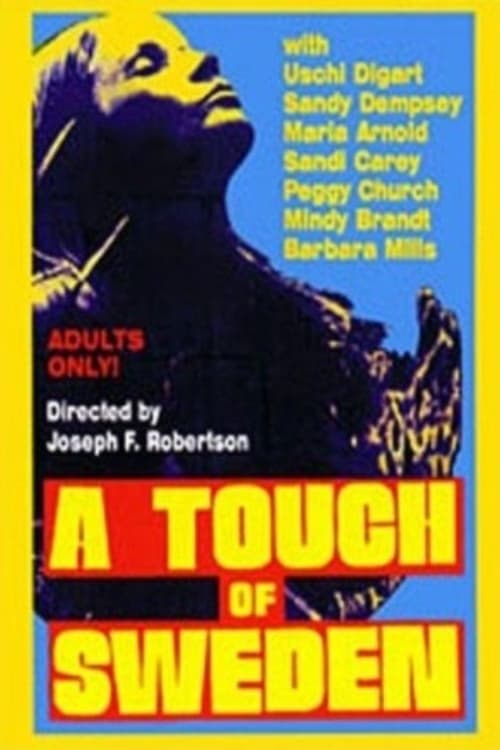 with
Uschi Digart
Sandy Dempsey
Maria Arnold
Sandi Carey
Peggy Church
Mindy Brandt
Barbara Mills
ADULTS
ONLY!
Directed by
Joseph F. Robertson
A TOUCH
OF
SWEDEN